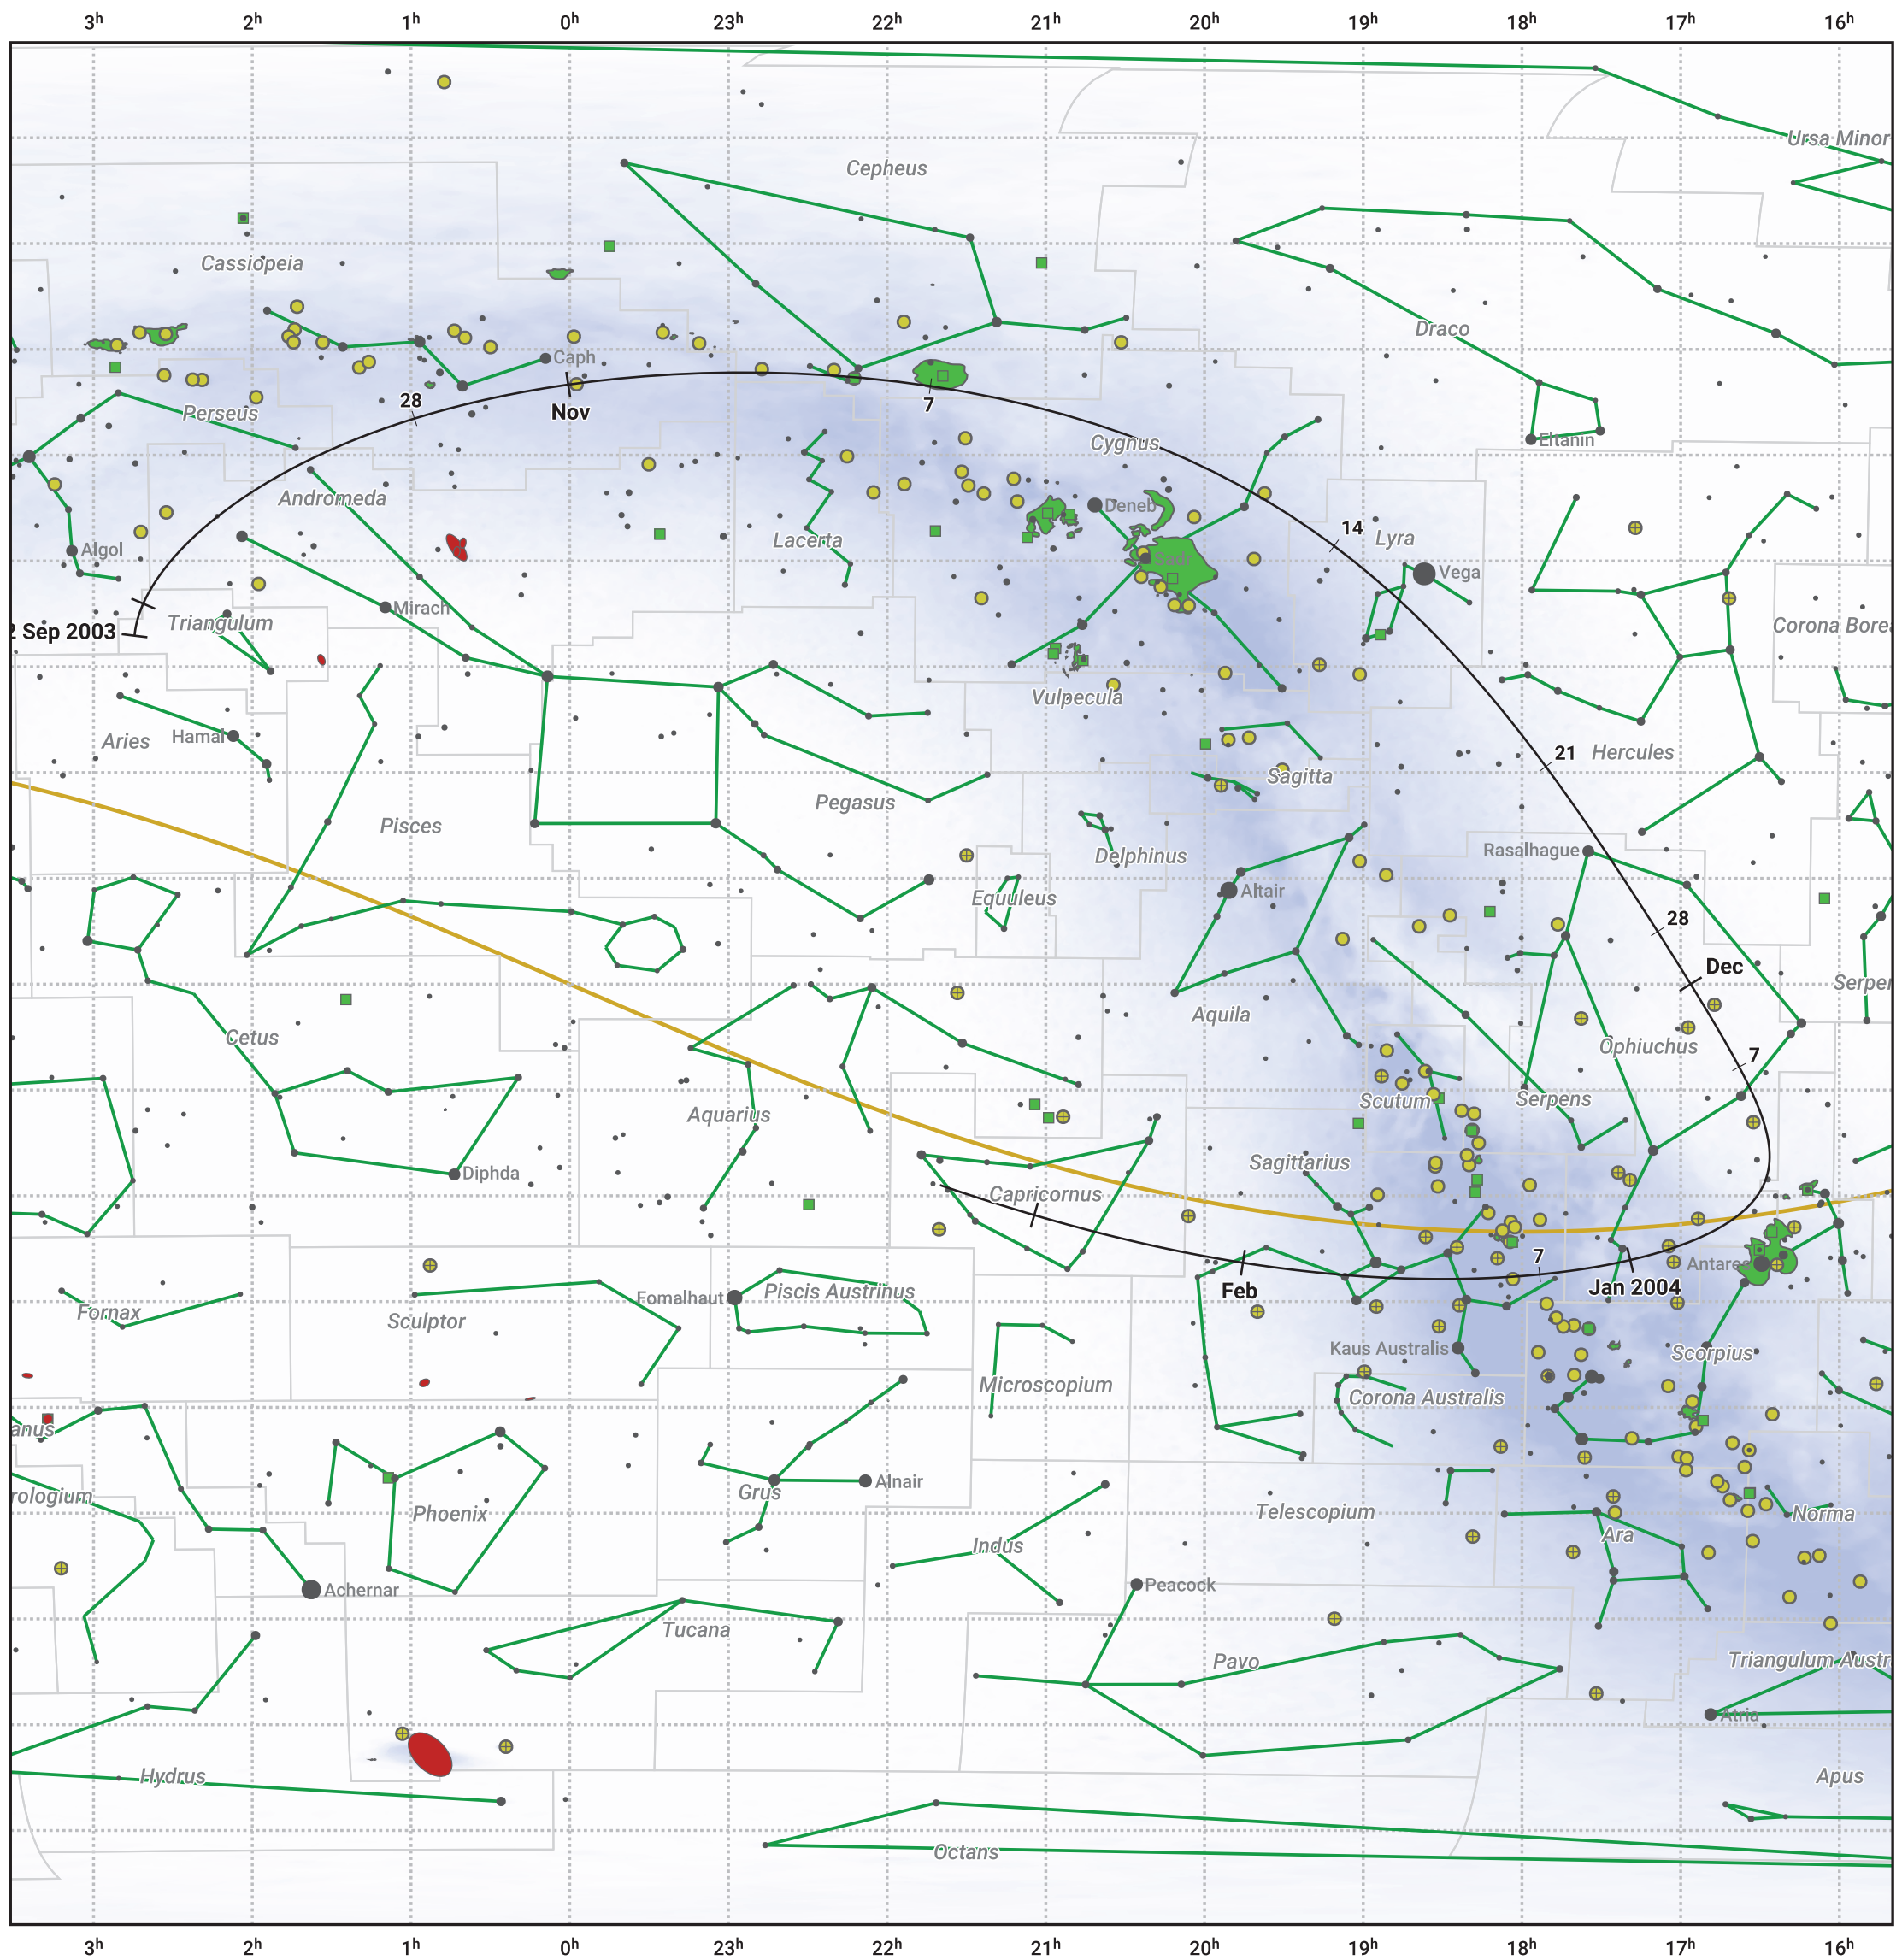 3h 2h 1h 0h 23h 22h 21h 20h 19h 18h 17h 16h
Ursa Minor
Cepheus
Cassiopeia
Draco
Caph
28
Nov
7
Perseus
Cygnus
Eltanin
Andromeda
Deneb
14
Lyra
Lacerta
Algol
Sadr
Vega
Mirach
Triangulum
2 Sep 2003
Corona Borea
Vulpecula
Aries
Hamal
21
Hercules
Sagitta
Pegasus
Pisces
Delphinus
Rasalhague
Altair
Equuleus
28
Dec
Serper
Aquila
Cetus
Ophiuchus
7
Scutum
Serpens
Aquarius
Sagittarius
Diphda
Capricornus
7
Antares
Feb
Jan 2004
Fomalhaut
Piscis Austrinus
Fornax
Sculptor
Kaus Australis
Scorpius
Microscopium
Corona Australis
anus
Alnair
Grus
rologium
Phoenix
Telescopium
Norma
Ara
Indus
Peacock
Achernar
Tucana
Pavo
Triangulum Austr
Atria
Hydrus
Apus
Octans
3h 2h 1h 0h 23h 22h 21h 20h 19h 18h 17h 16h